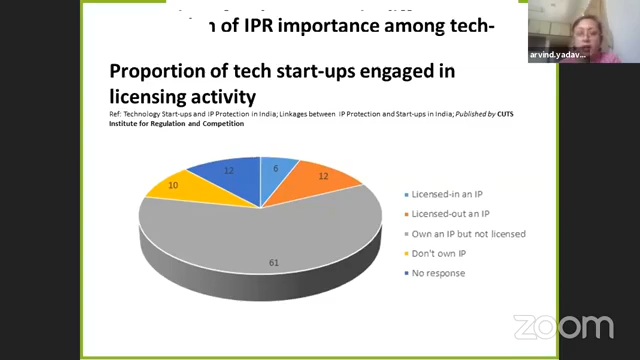 n of IPR importance among tech-
Proportion of tech start-ups engaged in
licensing activity
Ref: Technology Start-ups and IP Protection in India; Linkages between IP Protection and Start-ups in India; Published by CUTS
Institute for Regulation and Competition
12
6
12
10
61
Licensed-in an IP
Licensed-out an IP
Own an IP but not licensed
Don't own IP
No response
arvind.yadav...
zoom